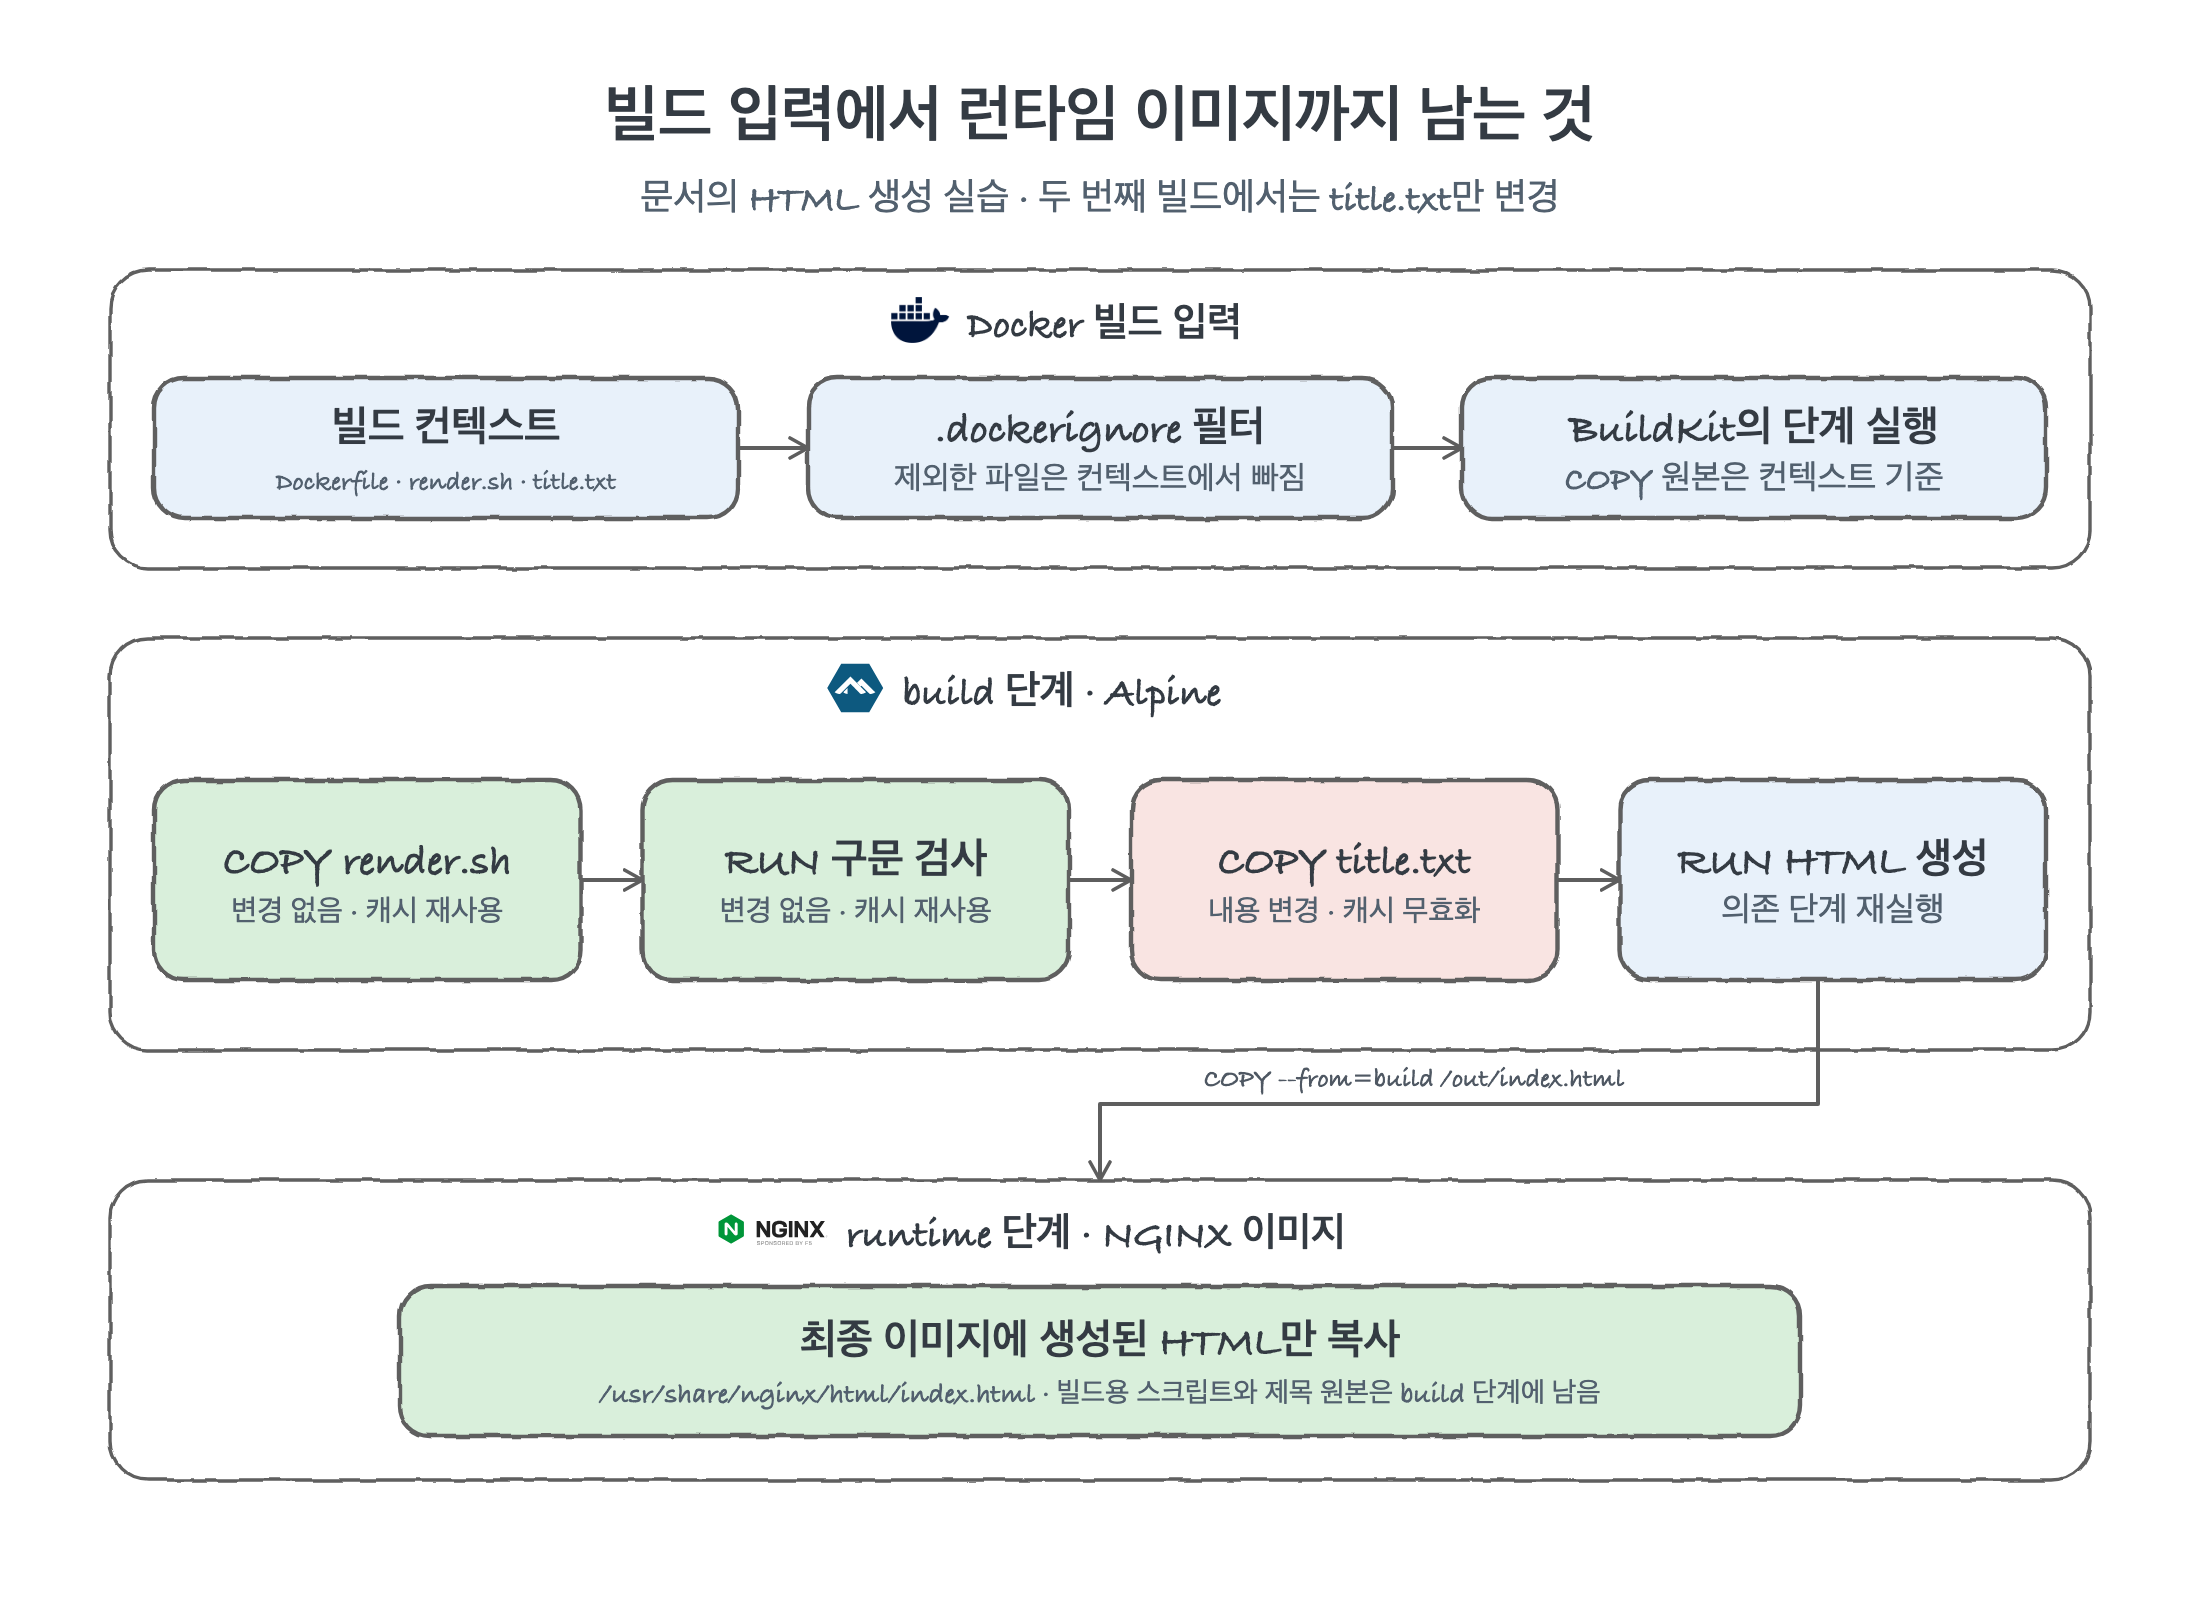 빌드 입력에서 런타임 이미지까지 남는 것
문서의 HTML 생성 실습 · 두 번째 빌드에서는 title.txt만 변경
Docker 빌드 입력
빌드 컨텍스트
Dockerfile · render.sh · title.txt
.dockerignore 필터
제외한 파일은 컨텍스트에서 빠짐
BuildKit의 단계 실행
COPY 원본은 컨텍스트 기준
build 단계 · Alpine
COPY render.sh
변경 없음 · 캐시 재사용
RUN 구문 검사
변경 없음 · 캐시 재사용
COPY title.txt
내용 변경 · 캐시 무효화
RUN HTML 생성
의존 단계 재실행
COPY --from=build /out/index.html
N NGINX
SPONSORED BY F5
runtime 단계 · NGINX 이미지
최종 이미지에 생성된 HTML만 복사
/usr/share/nginx/html/index.html · 빌드용 스크립트와 제목 원본은 build 단계에 남음